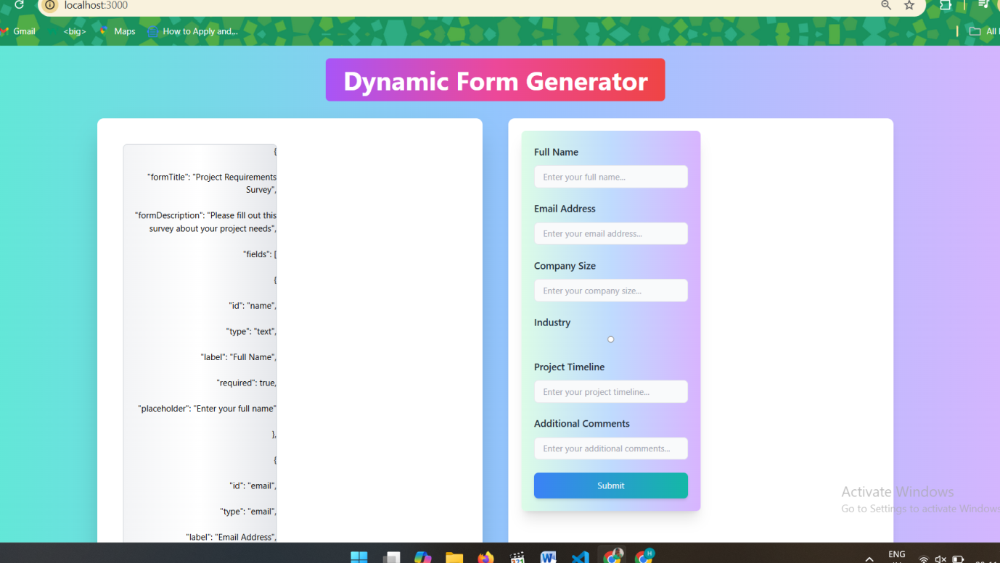 localhost:3000
Gmail
<big>
Maps
How to Apply and...
All
Dynamic Form Generator
{
"formTitle": "Project Requirements
Survey",
"formDescription": "Please fill out this
survey about your project needs",
"fields": [
{
"id": "name",
"type": "text",
"label": "Full Name",
"required": true,
"placeholder": "Enter your full name"
},
{
"id": "email",
"type": "email",
"label": "Email Address",
Full Name
Enter your full name...
Email Address
Enter your email address...
Company Size
Enter your company size...
Industry
Project Timeline
Enter your project timeline...
Additional Comments
Enter your additional comments...
Submit
Activate Windows
Go to Settings to activate Windows
321
W
H
ENG